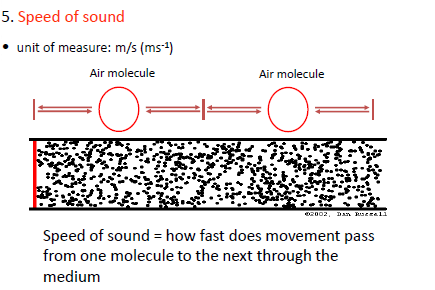 5. Speed of sound
• unit of measure: m/s (ms⁻¹)
Air molecule
Air molecule
©2002, Dan Russell
Speed of sound = how fast does movement pass
from one molecule to the next through the
medium